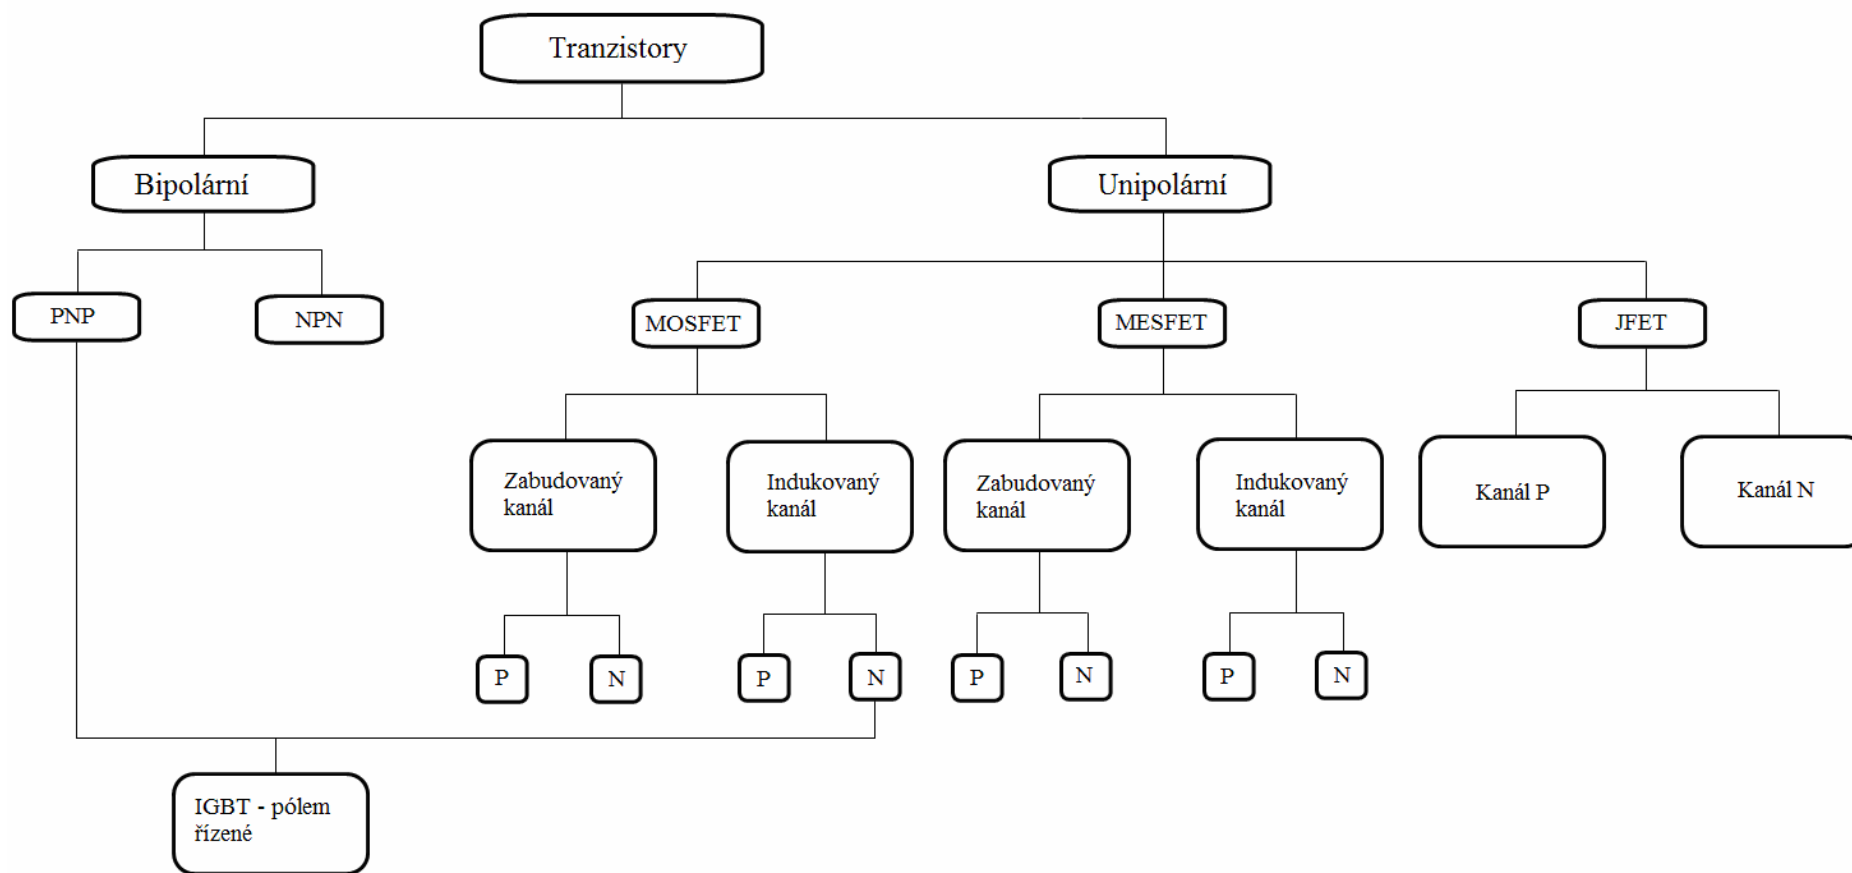 Tranzistory
Bipolární
Unipolární
PNP
NPN
MOSFET
MESFET
JFET
Zabudovaný
kanál
Indukovaný
kanál
Zabudovaný
kanál
Indukovaný
kanál
Kanál P
Kanál N
P
N
P
N
P
N
P
N
IGBT - pólem
řízené